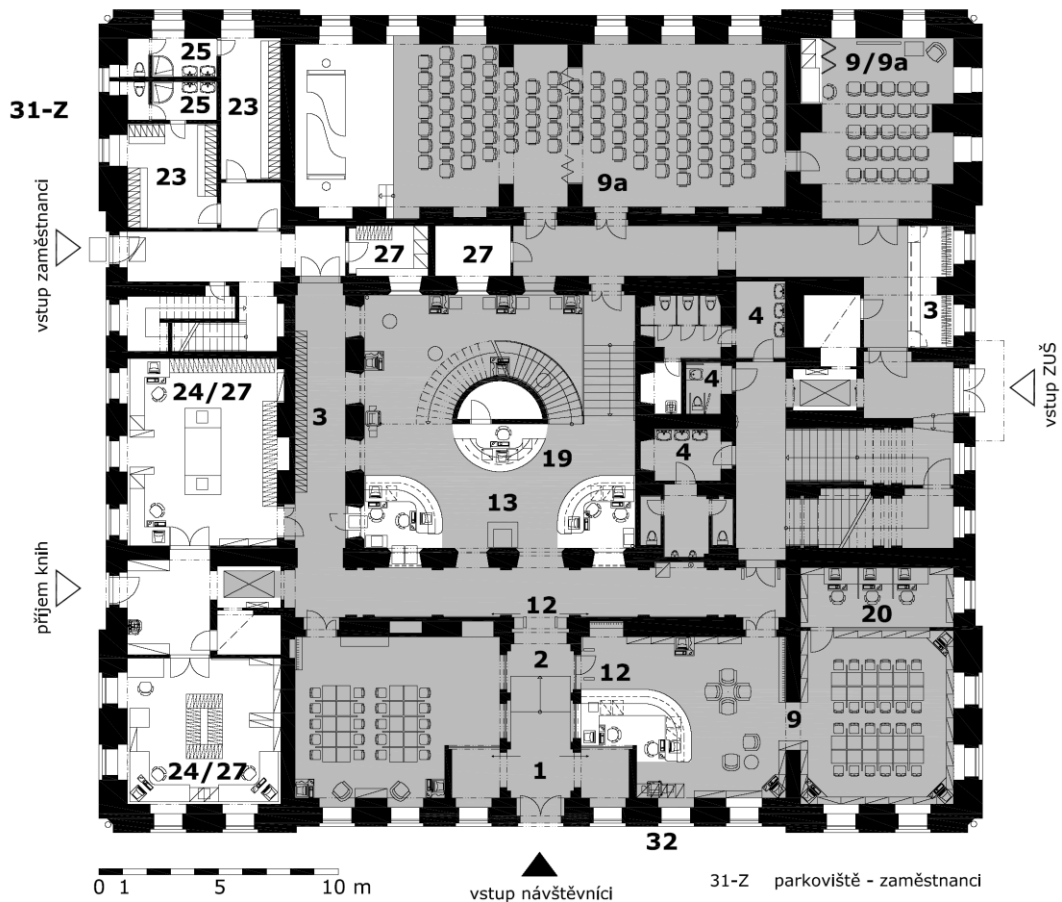 25
9/9a
25
23
31-Z
23
9a
27
27
vstup zaměstnanci
4
3
4
24/27
3
vstup ZUŠ
19
4
13
příjem knih
12
20
2
12
9
24/27
1
32
0 1 5 10 m
vstup návštěvníci
31-Z parkoviště - zaměstnanci